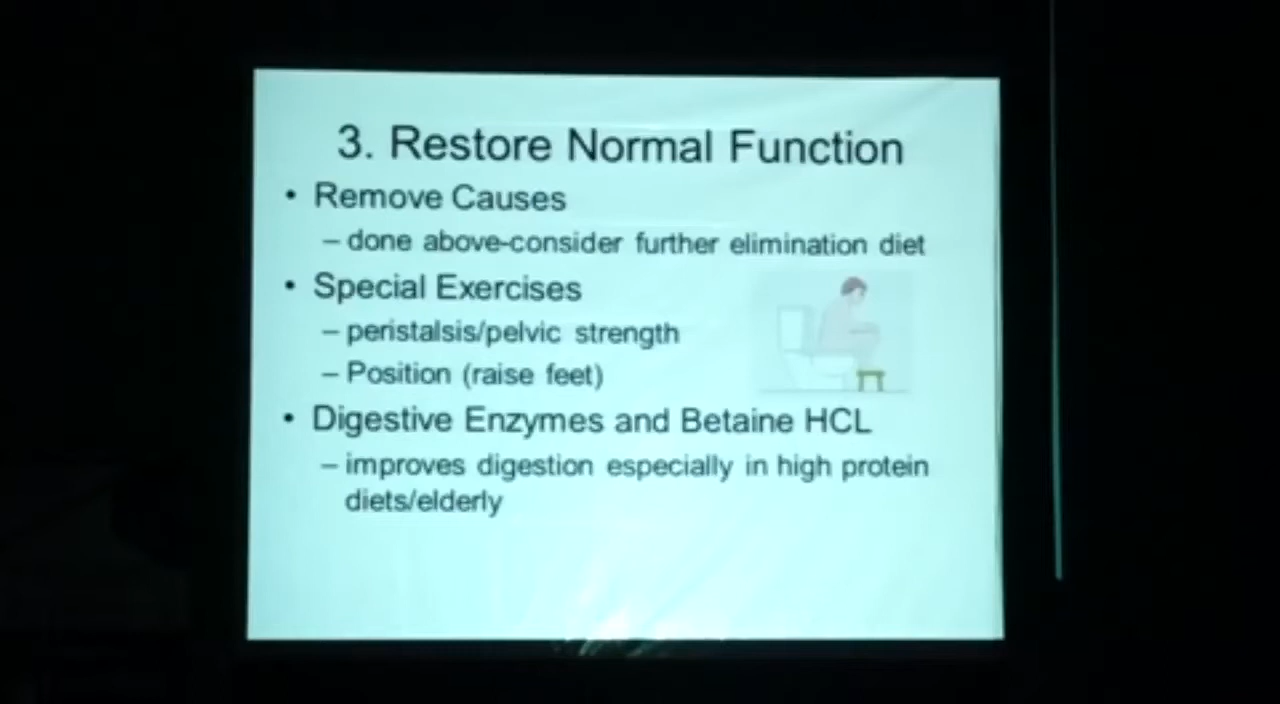 3. Restore Normal Function
• Remove Causes
– done above-consider further elimination diet
• Special Exercises
– peristalsis/pelvic strength
– Position (raise feet)
• Digestive Enzymes and Betaine HCL
– improves digestion especially in high protein
diets/elderly